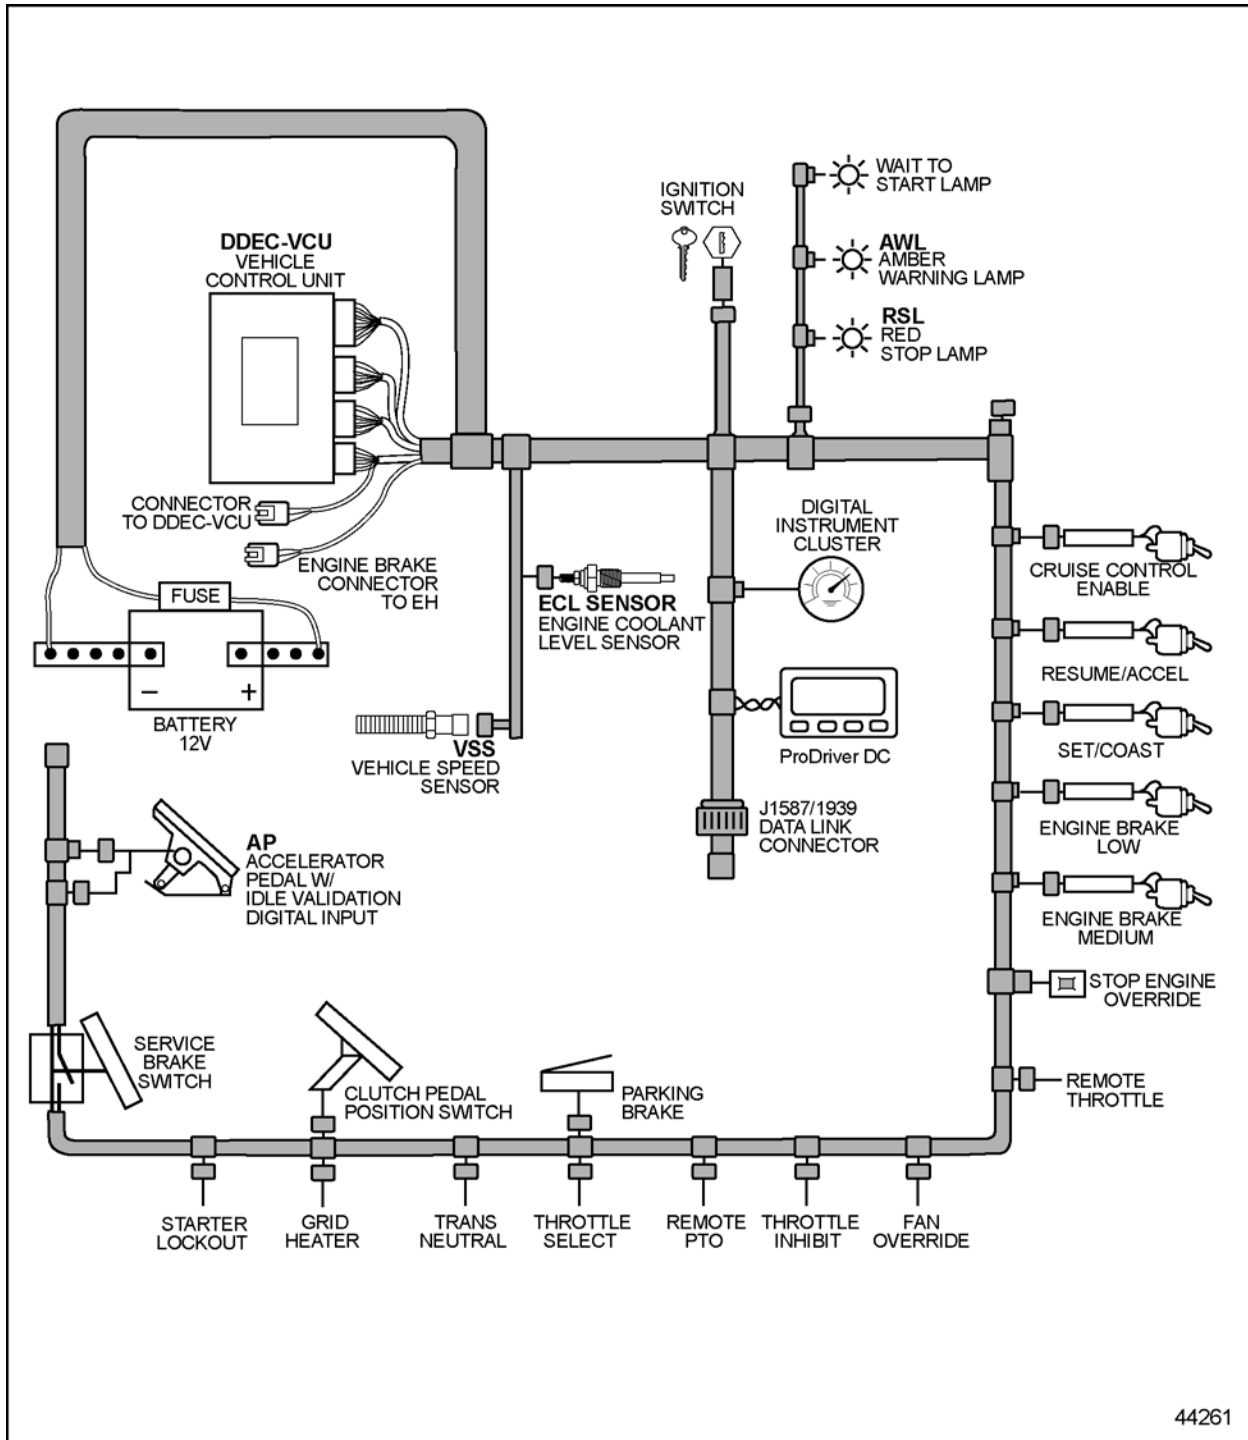 WAIT TO
START LAMP
IGNITION
SWITCH
AWL
AMBER
WARNING LAMP
DDEC-VCU
VEHICLE
CONTROL UNIT
RSL
RED
STOP LAMP
CONNECTOR
TO DDEC-VCU
ENGINE BRAKE
CONNECTOR
TO EH
DIGITAL
INSTRUMENT
CLUSTER
CRUISE CONTROL
ENABLE
FUSE
ECL SENSOR
ENGINE COOLANT
LEVEL SENSOR
RESUME/ACCEL
–
+
BATTERY
12V
VSS
VEHICLE SPEED
SENSOR
ProDriver DC
SET/COAST
J1587/1939
DATA LINK
CONNECTOR
ENGINE BRAKE
LOW
AP
ACCELERATOR
PEDAL W/
IDLE VALIDATION
DIGITAL INPUT
ENGINE BRAKE
MEDIUM
STOP ENGINE
OVERRIDE
SERVICE
BRAKE
SWITCH
CLUTCH PEDAL
POSITION SWITCH
PARKING
BRAKE
REMOTE
THROTTLE
STARTER
LOCKOUT
GRID
HEATER
TRANS
NEUTRAL
THROTTLE
SELECT
REMOTE
PTO
THROTTLE
INHIBIT
FAN
OVERRIDE
44261